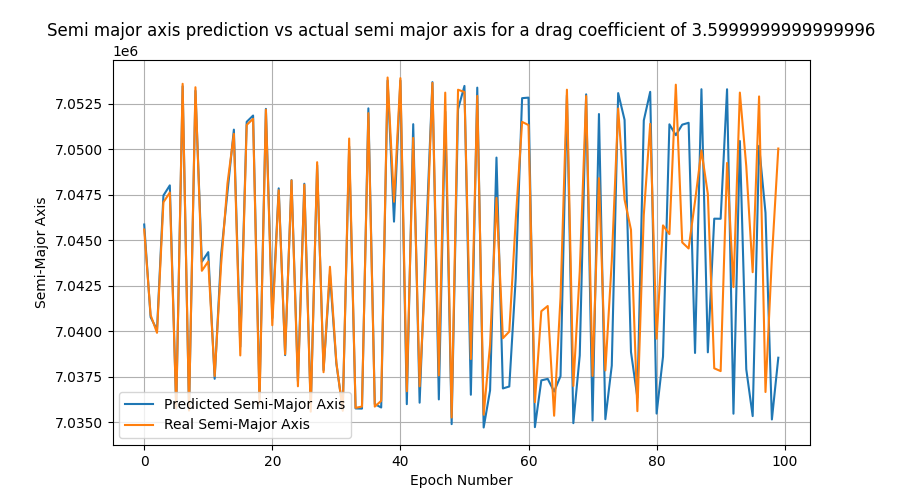 Semi major axis prediction vs actual semi major axis for a drag coefficient of 3.5999999999999996
1e6
7.0525
7.0500
7.0475
7.0450
7.0425
7.0400
7.0375
7.0350
Semi-Major Axis
Predicted Semi-Major Axis
Real Semi-Major Axis
0 20 40 60 80 100
Epoch Number